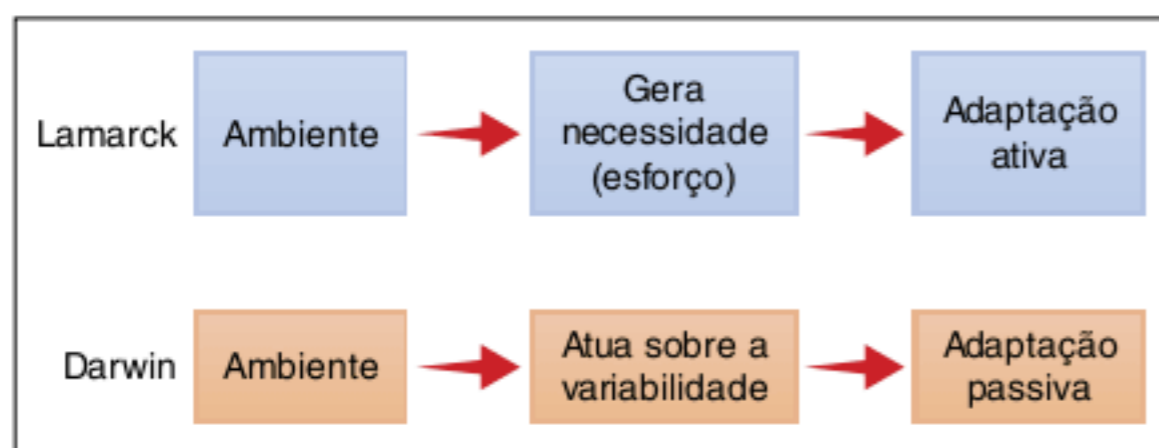 Lamarck
Ambiente
Gera
necessidade
(esforço)
Adaptação
ativa
Darwin
Ambiente
Atua sobre a
variabilidade
Adaptação
passiva